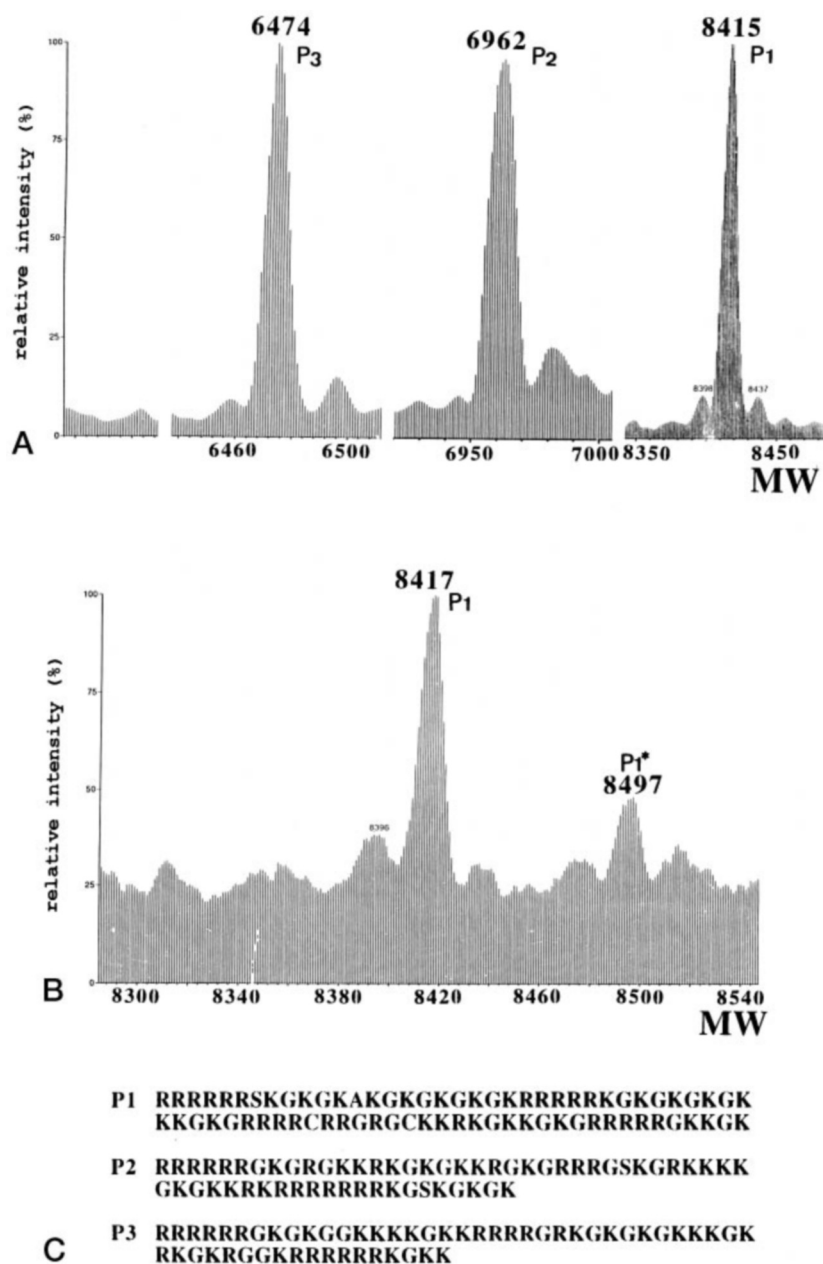 6474 P3
6962 P2
8415 P1
relative intensity (%)
100
75
50
25
0
8398
8437
A
6460 6500
6950 7000
8350 8450
MW
8417 P1
P1*
8497
8396
relative intensity (%)
100
75
50
25
0
B
8300 8340 8380 8420 8460 8500 8540
MW
P1 RRRRRRSKGKGKAKGKGKGKGKRRRRRKGKGKGKGK
KKGKGRRRRCRRGRGCKKRKGKKGKGRRRRRGKKGK
P2 RRRRRRGKGRGKKRKGKGKKRGKGRRRGSKGRKKKK
GKGKKRKRRRRRRRKGSKGKGK
P3 RRRRRRGKGKGGKKKKGKKRRRRGRKGKGKGKKKGK
RKGKRGGKRRRRRRKGKK
C